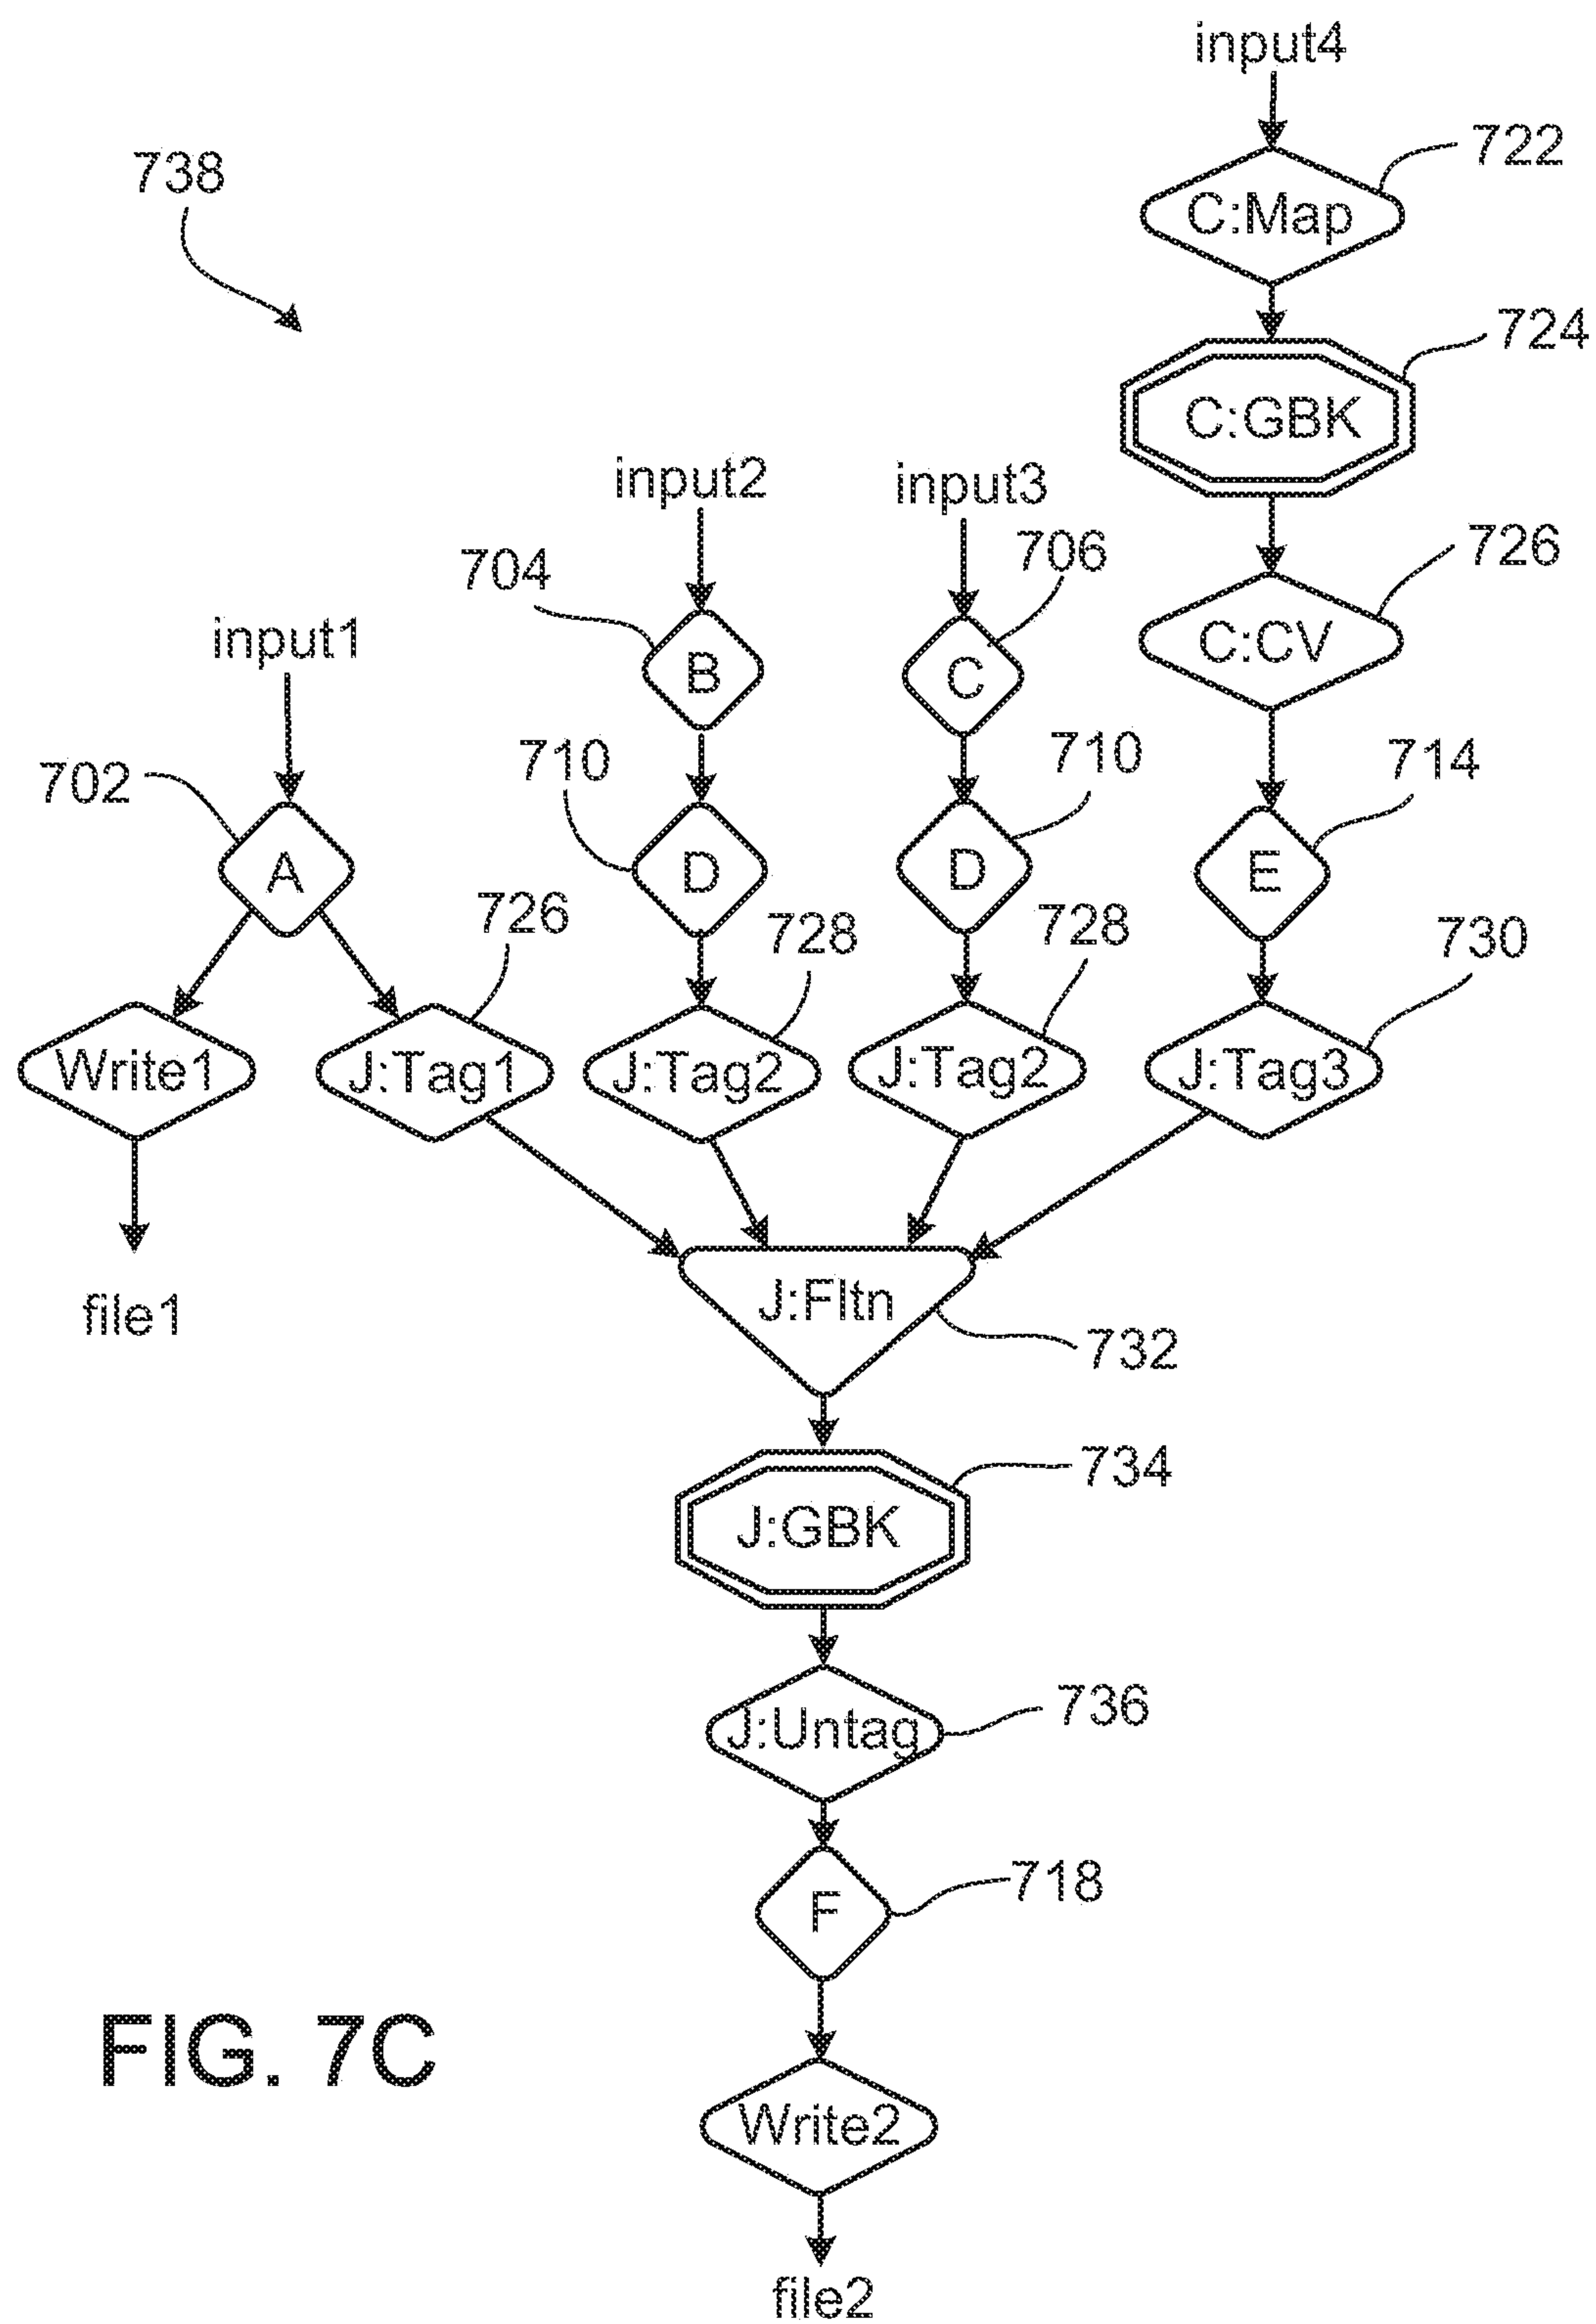 input4
722
738
C:Map
724
C:GBK
input2
input3
706
726
704
input1
C:CV
B
C
710
710
714
702
A
D
D
E
726
728
728
730
Write1
J:Tag1
J:Tag2
J:Tag2
J:Tag3
file1
J:Fltn
732
734
J:GBK
736
J:Untag
718
F
FIG. 7C
Write2
file2